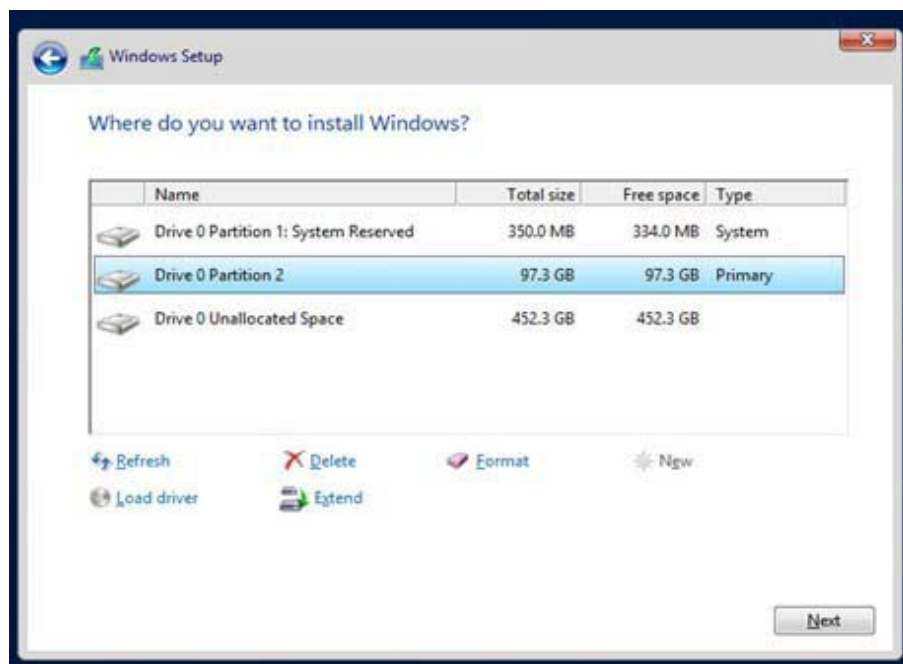 Windows Setup
Where do you want to install Windows?
Name Total size Free space Type
Drive 0 Partition 1: System Reserved 350.0 MB 334.0 MB System
Drive 0 Partition 2 97.3 GB 97.3 GB Primary
Drive 0 Unallocated Space 452.3 GB 452.3 GB
Refresh Delete Format New
Load driver Extend
Next